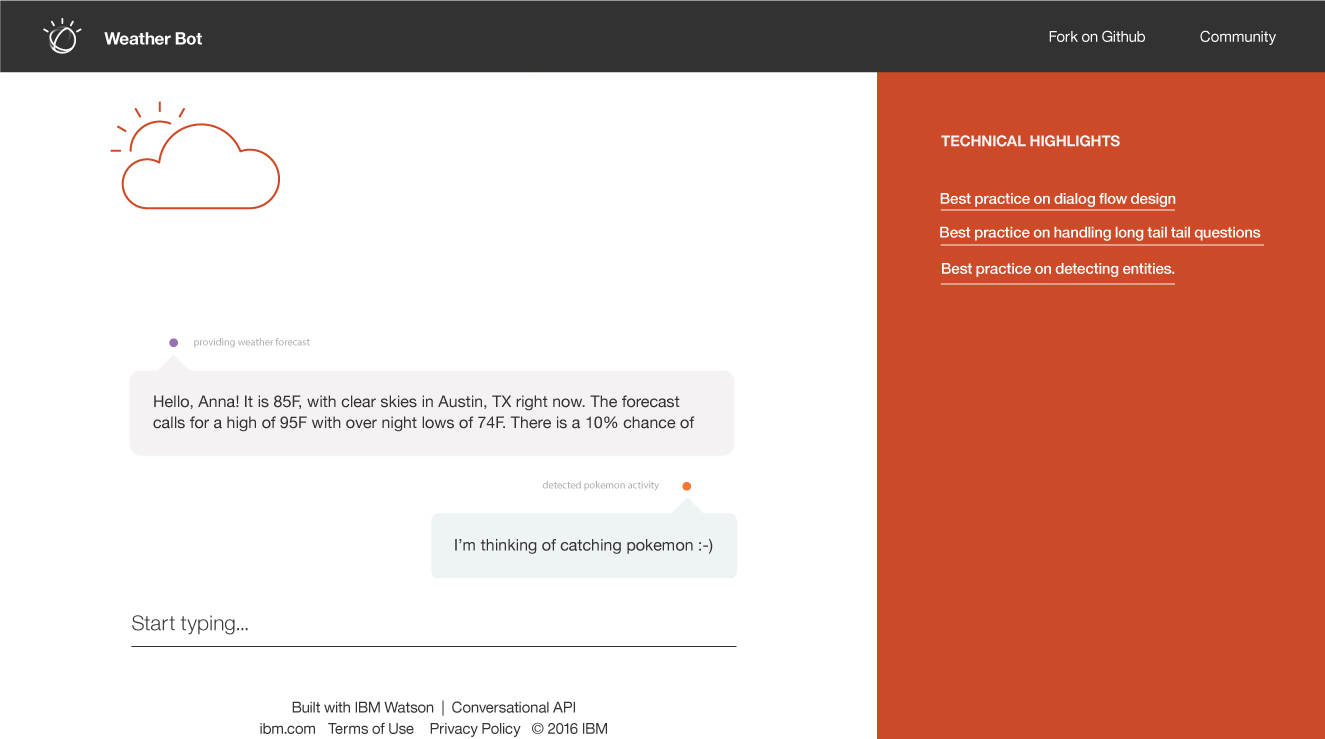 Weather Bot
Fork on Github
Community
TECHNICAL HIGHLIGHTS
Best practice on dialog flow design
Best practice on handling long tail tail questions
Best practice on detecting entities.
providing weather forecast
Hello, Anna! It is 85F, with clear skies in Austin, TX right now. The forecast
calls for a high of 95F with over night lows of 74F. There is a 10% chance of
detected pokemon activity
I'm thinking of catching pokemon :-)
Start typing...
Built with IBM Watson | Conversational API
ibm.com Terms of Use Privacy Policy © 2016 IBM